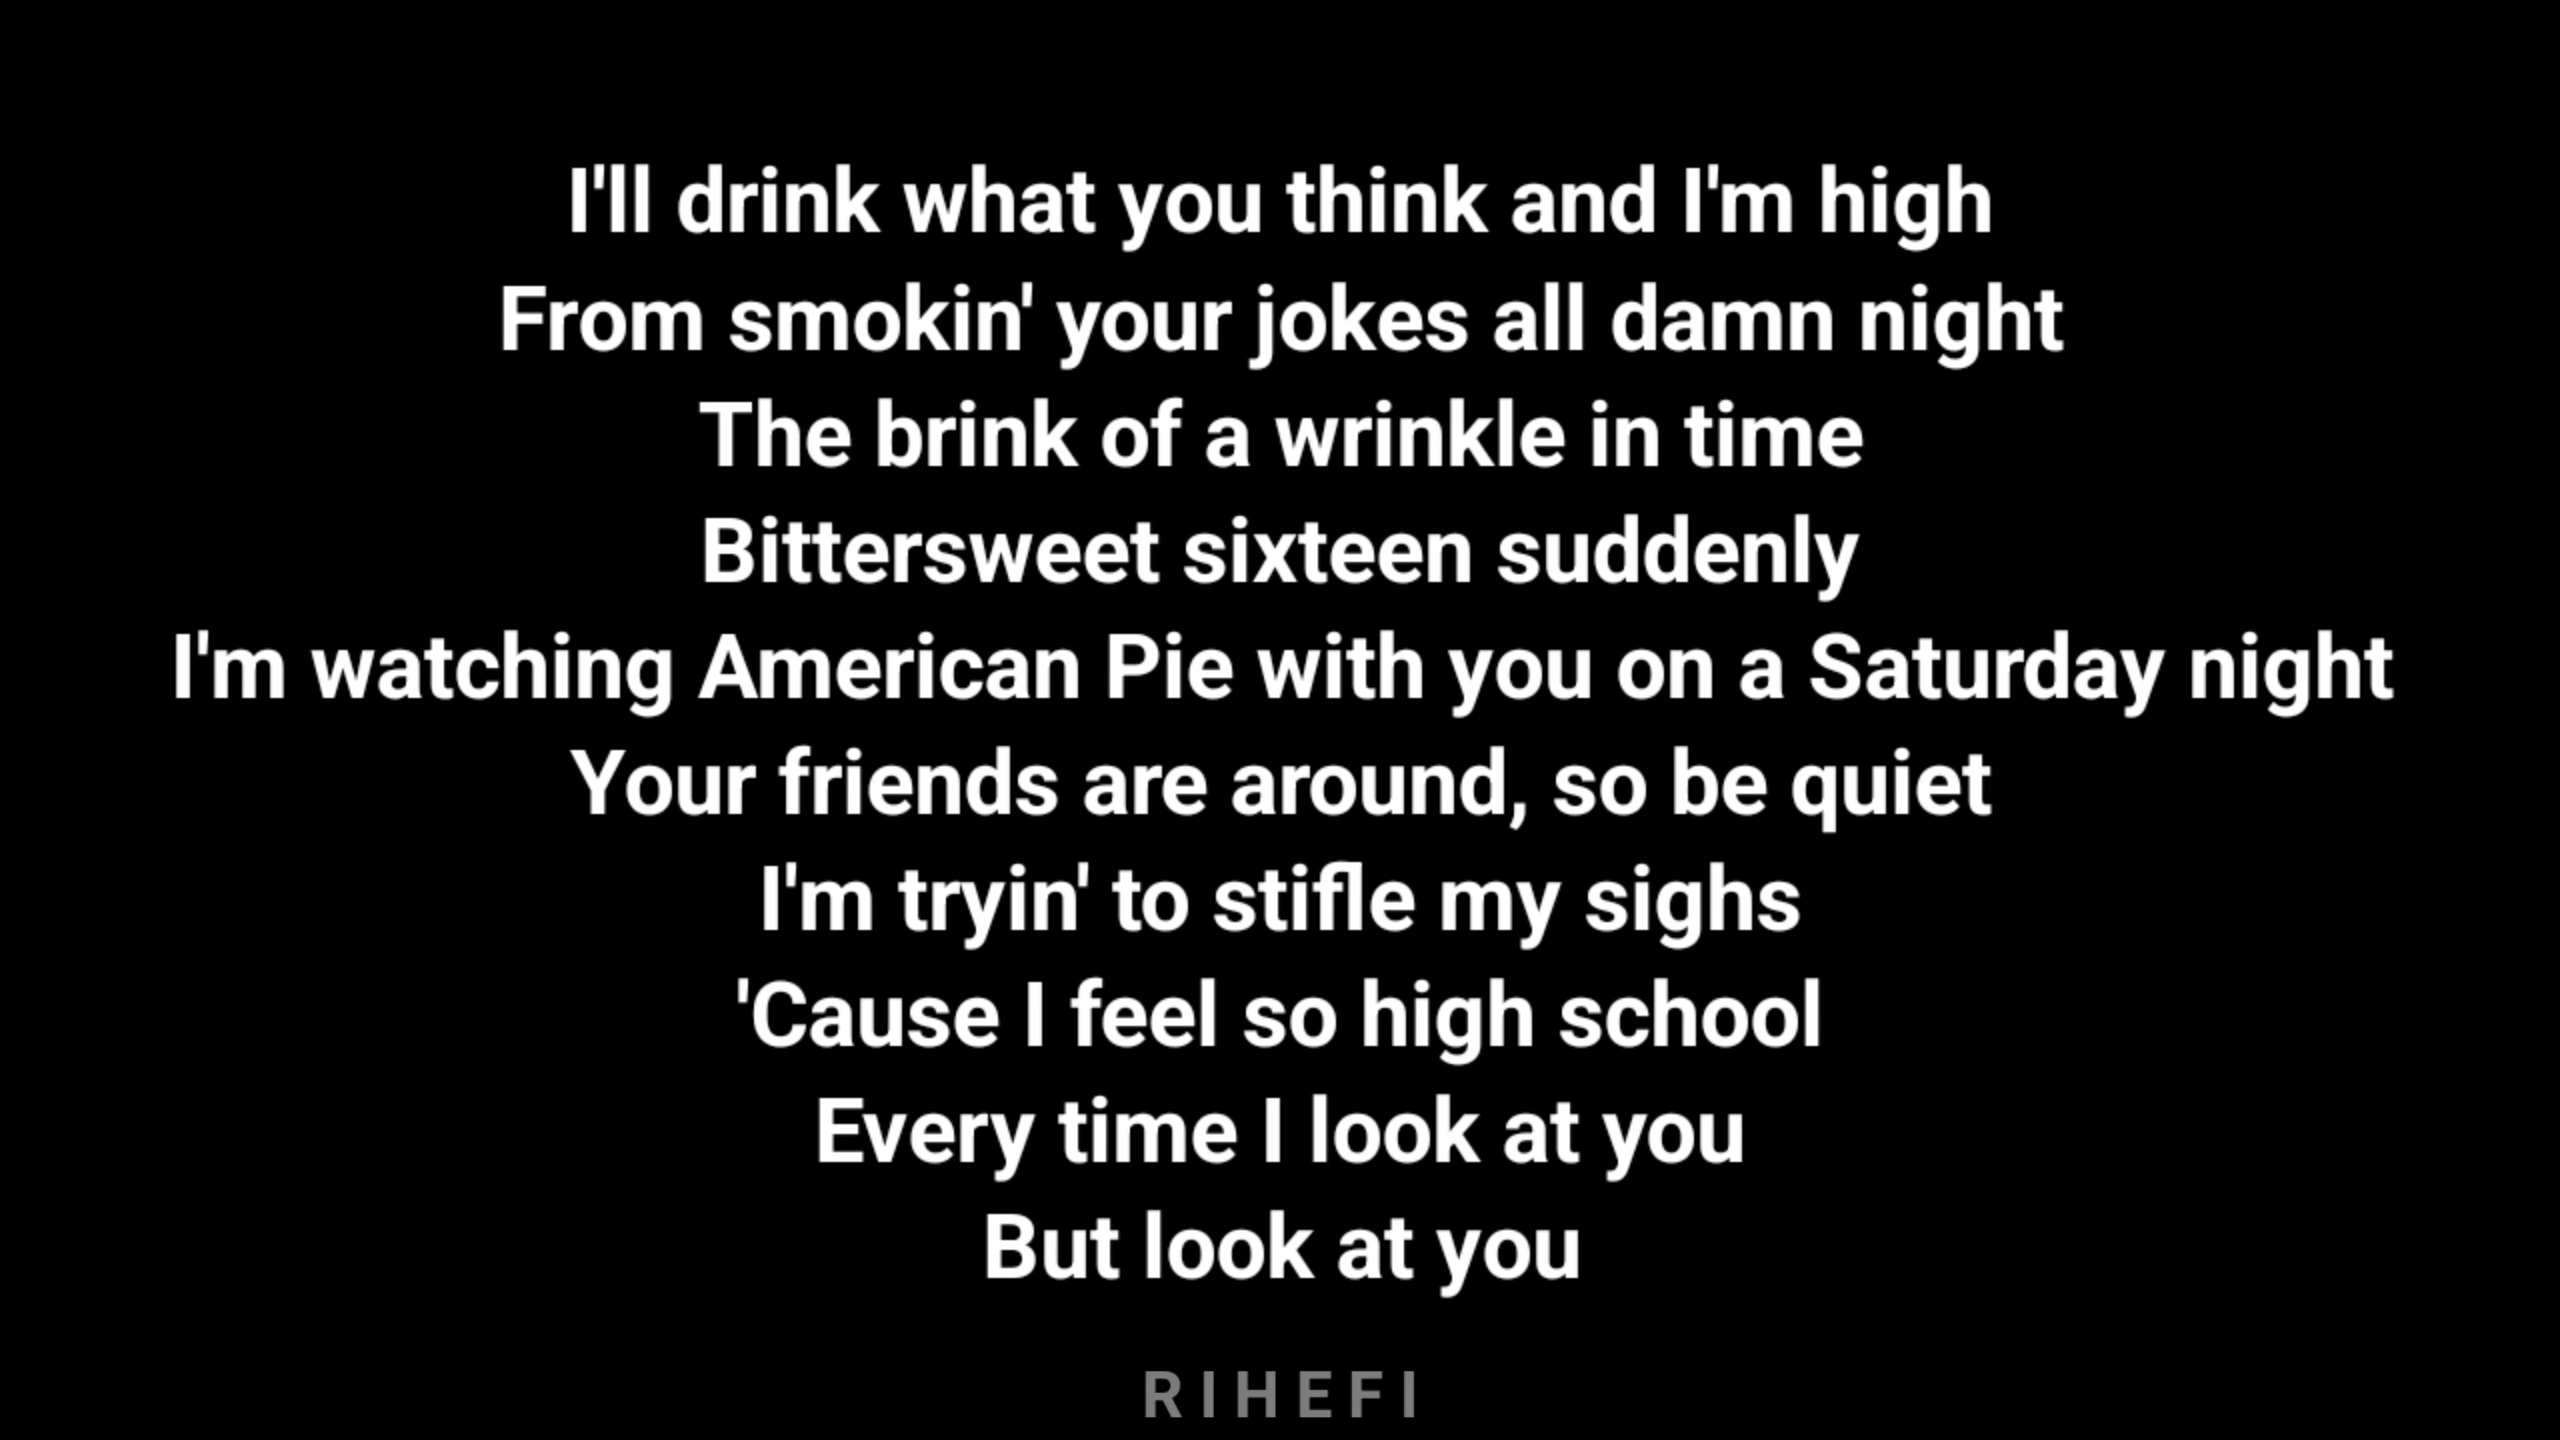 I'll drink what you think and I'm high
From smokin' your jokes all damn night
The brink of a wrinkle in time
Bittersweet sixteen suddenly
I'm watching American Pie with you on a Saturday night
Your friends are around, so be quiet
I'm tryin' to stifle my sighs
'Cause I feel so high school
Every time I look at you
But look at you
RIHEFI